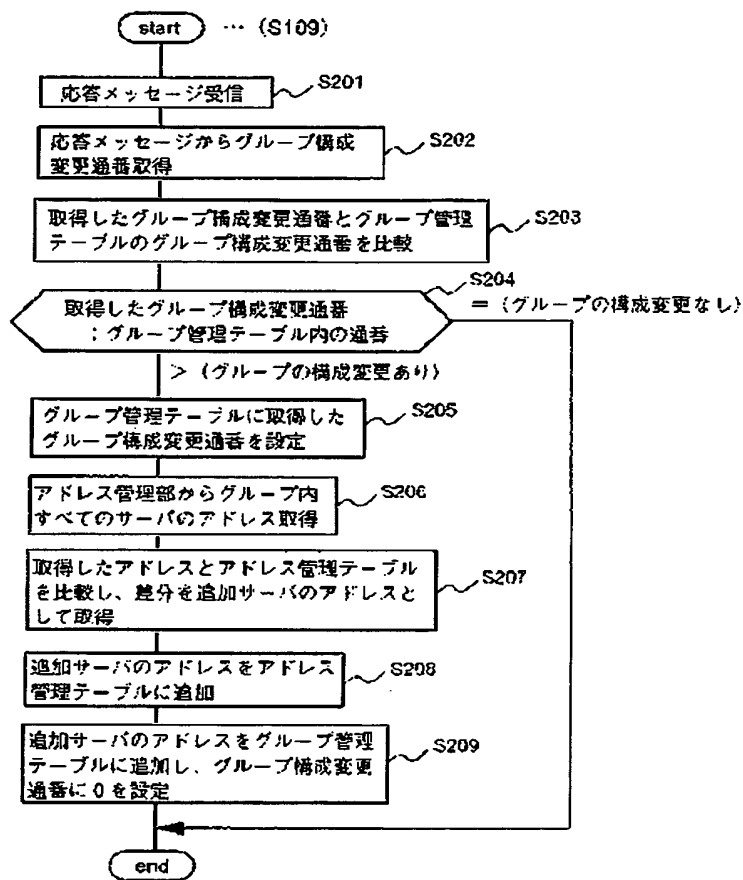 start … (S109)
応答メッセージ受信
S201
応答メッセージからグループ構成
変更通番取得
S202
取得したグループ構成変更通番とグループ管理
テーブルのグループ構成変更通番を比較
S203
S204
取得したグループ構成変更通番
:グループ管理テーブル内の通番
= (グループの構成変更なし)
> (グループの構成変更あり)
グループ管理テーブルに取得した
グループ構成変更通番を設定
S205
アドレス管理部からグループ内
すべてのサーバのアドレス取得
S206
取得したアドレスとアドレス管理テーブル
を比較し、差分を追加サーバのアドレスと
して取得
S207
追加サーバのアドレスをアドレス
管理テーブルに追加
S208
追加サーバのアドレスをグループ管理
テーブルに追加し、グループ構成変更
通番に0を設定
S209
end